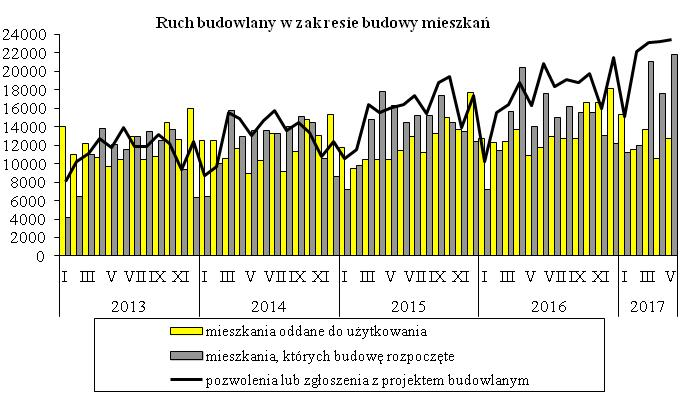 Ruch budowlany w zakresie budowy mieszkań
24000
22000
20000
18000
16000
14000
12000
10000
8000
6000
4000
2000
0
I III V VII IX XI I III V VII IX XI I III V VII IX XI I III V VII IX XI I III V
2013 2014 2015 2016 2017
mieszkania oddane do użytkowania
mieszkania, których budowę rozpoczęte
pozwolenia lub zgłoszenia z projektem budowlanym